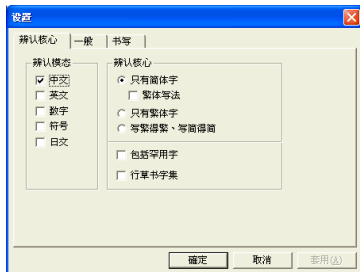 设置
辨认核心 一般 书写
辨认模态
中文
英文
数字
符号
日文
辨认核心
只有简体字
繁体写法
只有繁体字
写繁得繁、写简得简
包括罕用字
行草书字集
確定 取消 套用(A)